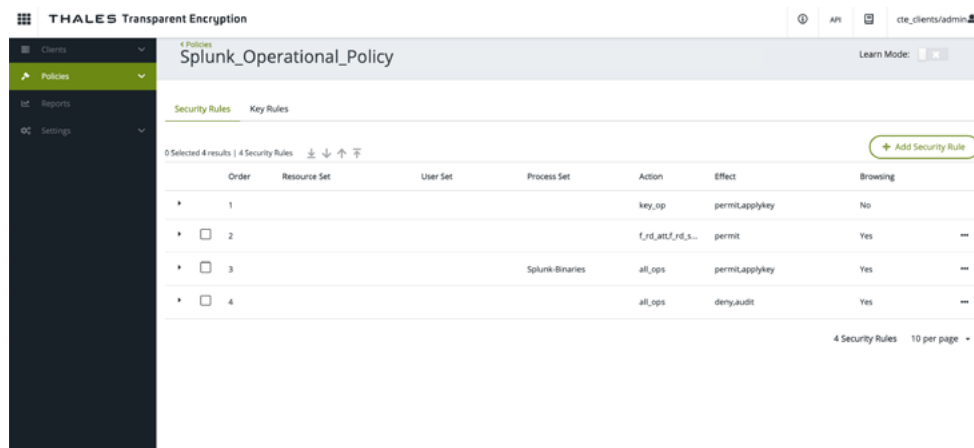 THALES Transparent Encryption
API
cte_clients/admin
Clients
Policies
Reports
Settings
Policies
Splunk_Operational_Policy
Learn Mode:
Security Rules Key Rules
0 Selected 4 results | 4 Security Rules
+ Add Security Rule
Order Resource Set User Set Process Set Action Effect Browsing
1 key_op permit,applykey No
2 f_rd_att,f_rd_s... permit Yes
3 Splunk-Binaries all_ops permit,applykey Yes
4 all_ops deny,audit Yes
4 Security Rules 10 per page